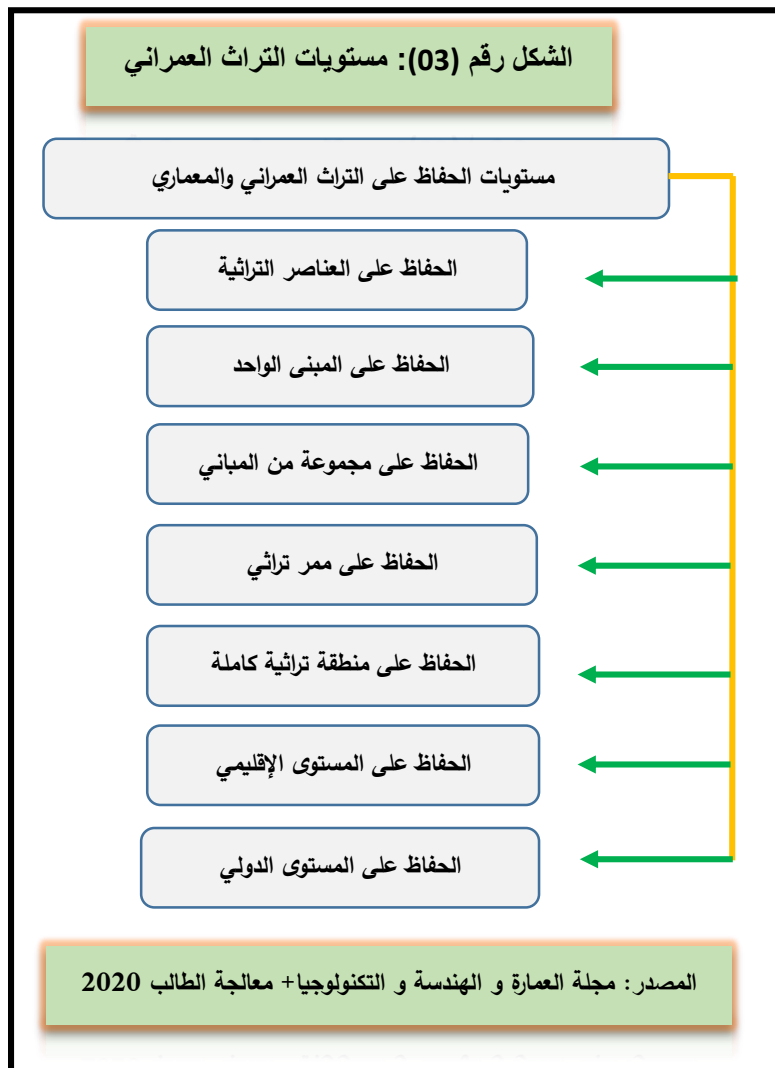 الشكل رقم (03): مستويات التراث العمراني
مستويات الحفاظ على التراث العمراني والمعماري
الحفاظ على العناصر التراثية
الحفاظ على المبنى الواحد
الحفاظ على مجموعة من المباني
الحفاظ على ممر تراثي
الحفاظ على منطقة تراثية كاملة
الحفاظ على المستوى الإقليمي
الحفاظ على المستوى الدولي
المصدر: مجلة العمارة و الهندسة و التكنولوجيا+ معالجة الطالب 2020